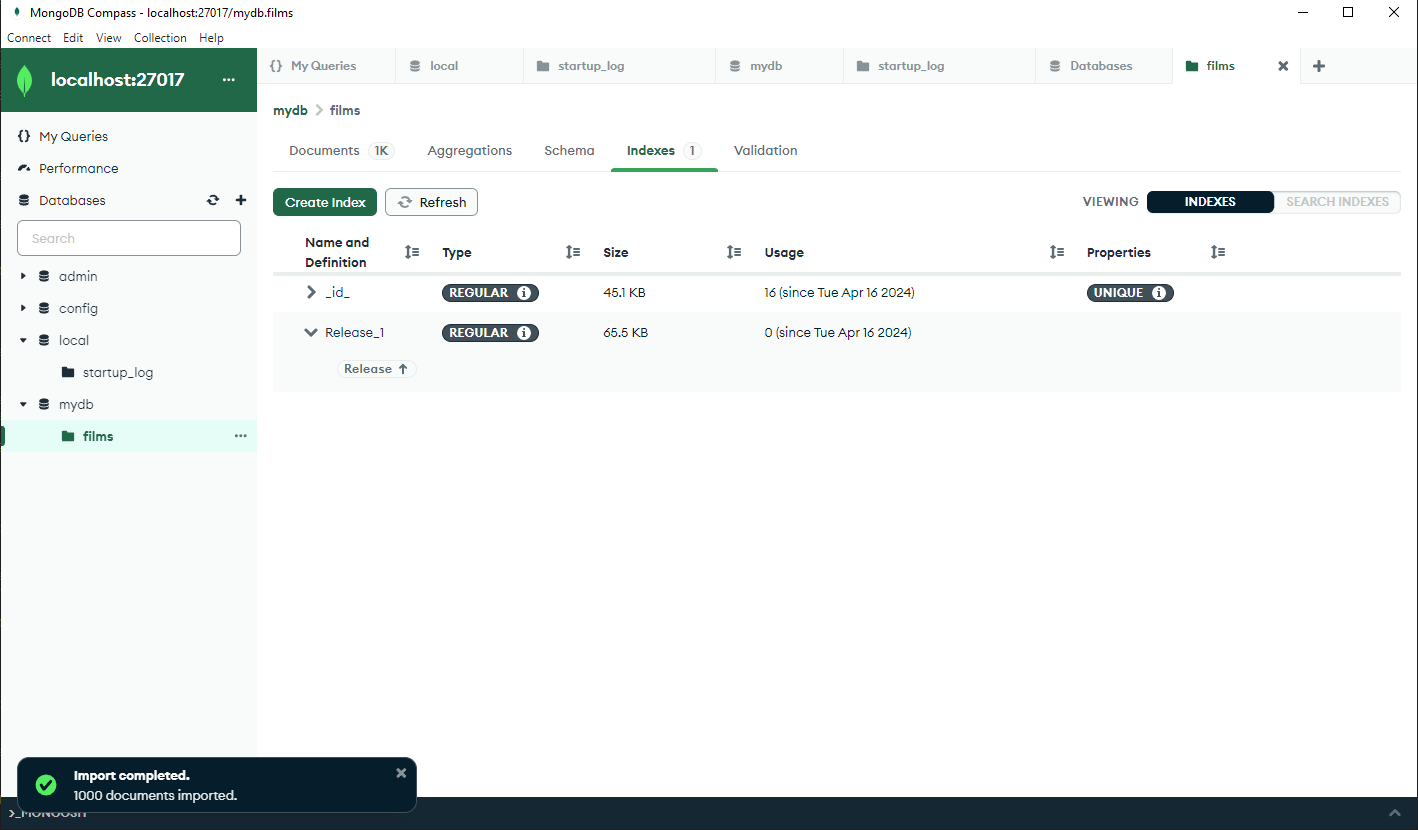 MongoDB Compass - localhost:27017/mydb.films
Connect Edit View Collection Help
localhost:27017
My Queries
Performance
Databases
Search
admin
config
local
startup_log
mydb
films
{} My Queries local startup_log mydb startup_log Databases films
mydb > films
Documents 1K Aggregations Schema Indexes 1 Validation
Create Index Refresh VIEWING INDEXES SEARCH INDEXES
Name and Definition Type Size Usage Properties
_id_ REGULAR 45.1 KB 16 (since Tue Apr 16 2024) UNIQUE
Release_1 REGULAR 65.5 KB 0 (since Tue Apr 16 2024)
Release ↑
Import completed.
1000 documents imported.
>_MONGOSH